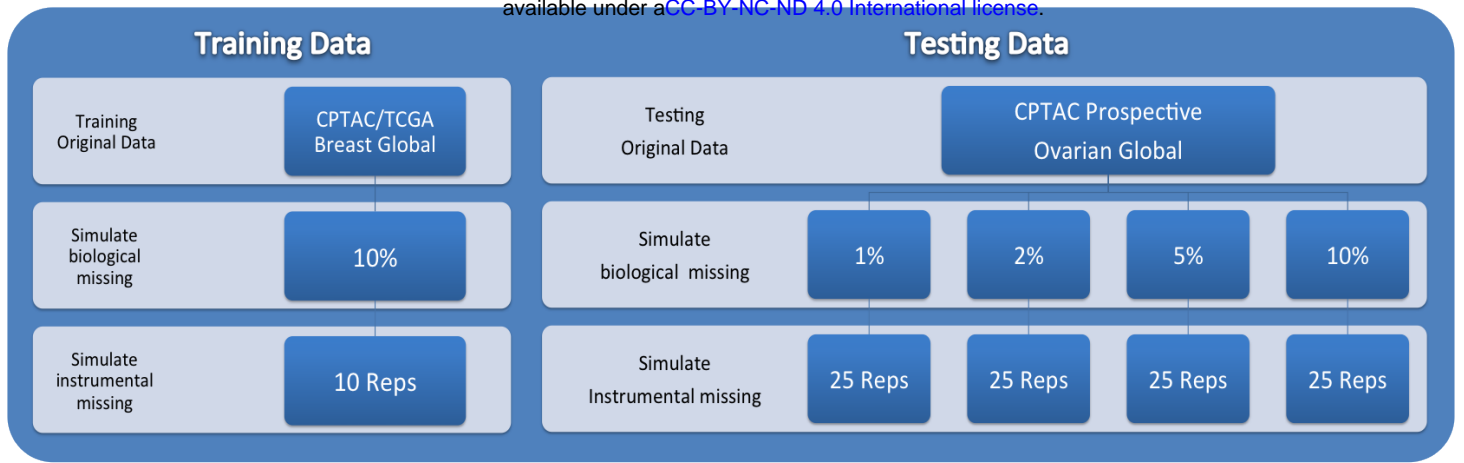 available under aCC-BY-NC-ND 4.0 International license.
Training Data
Training
Original Data
CPTAC/TCGA
Breast Global
Simulate
biological
missing
10%
Simulate
instrumental
missing
10 Reps
Testing Data
Testing
Original Data
CPTAC Prospective
Ovarian Global
Simulate
biological missing
1%
2%
5%
10%
Simulate
Instrumental missing
25 Reps
25 Reps
25 Reps
25 Reps